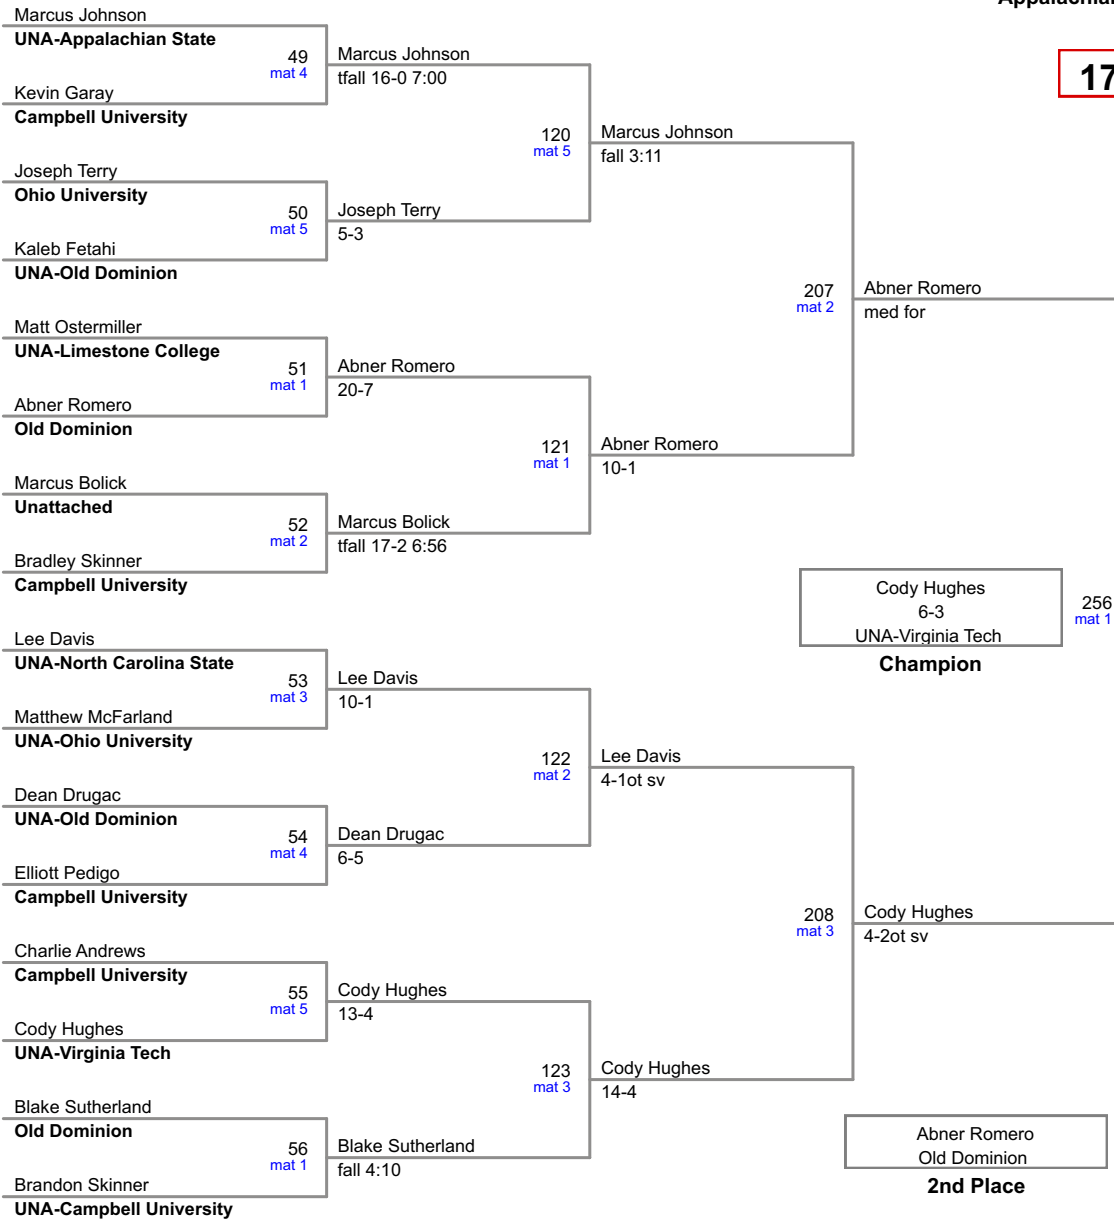 Appalachian
17
Marcus Johnson
UNA-Appalachian State
49
mat 4
Kevin Garay
Campbell University
Joseph Terry
Ohio University
50
mat 5
Kaleb Fetahi
UNA-Old Dominion
Matt Ostermiller
UNA-Limestone College
51
mat 1
Abner Romero
Old Dominion
Marcus Bolick
Unattached
52
mat 2
Bradley Skinner
Campbell University
Lee Davis
UNA-North Carolina State
53
mat 3
Matthew McFarland
UNA-Ohio University
Dean Drugac
UNA-Old Dominion
54
mat 4
Elliott Pedigo
Campbell University
Charlie Andrews
Campbell University
55
mat 5
Cody Hughes
UNA-Virginia Tech
Blake Sutherland
Old Dominion
56
mat 1
Brandon Skinner
UNA-Campbell University
Marcus Johnson
tfall 16-0 7:00
120
mat 5
Joseph Terry
5-3
Abner Romero
20-7
121
mat 1
Marcus Bolick
tfall 17-2 6:56
Lee Davis
10-1
122
mat 2
Dean Drugac
6-5
Cody Hughes
13-4
123
mat 3
Blake Sutherland
fall 4:10
Marcus Johnson
fall 3:11
207
mat 2
Abner Romero
10-1
Lee Davis
4-1ot sv
208
mat 3
Cody Hughes
14-4
Abner Romero
med for
Cody Hughes
6-3
UNA-Virginia Tech
Champion
256
mat 1
Cody Hughes
4-2ot sv
Abner Romero
Old Dominion
2nd Place